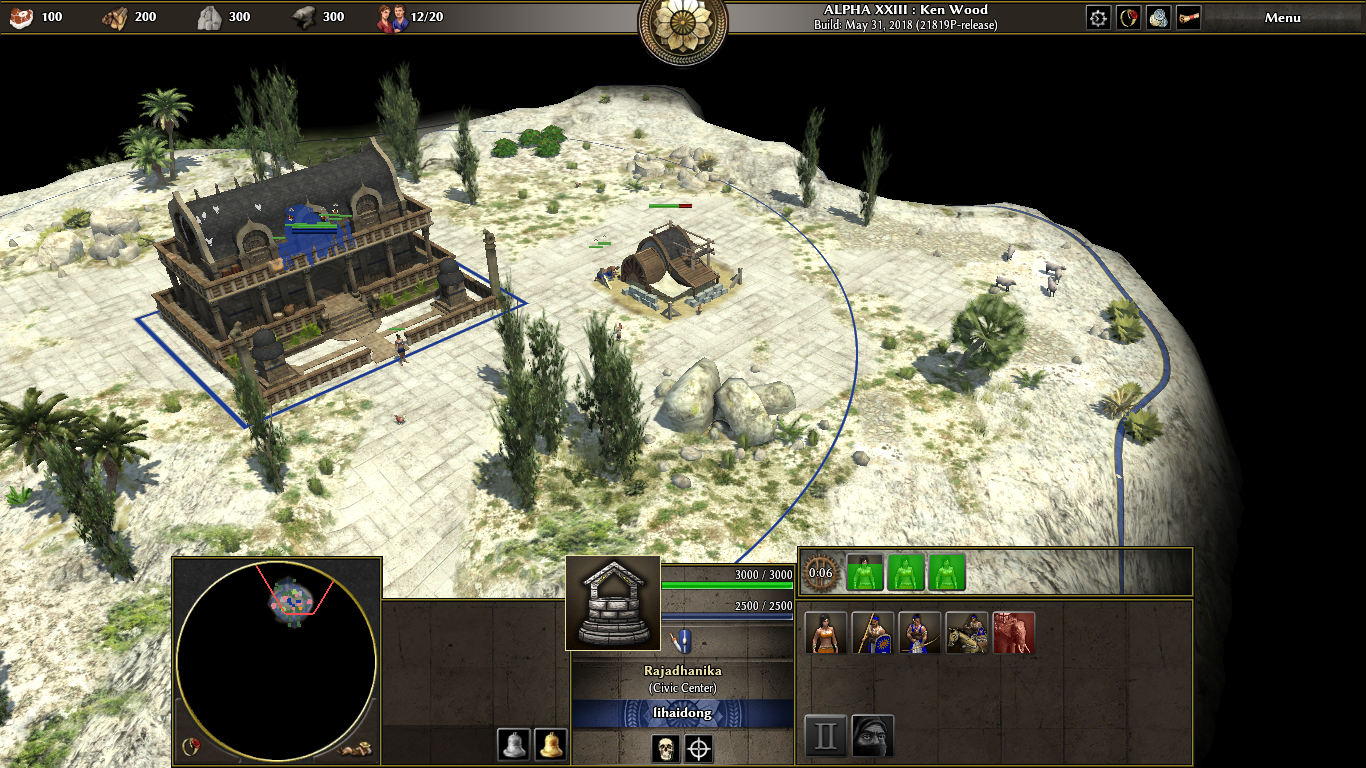 100
200
300
300
12/20
ALPHA XXIII : Ken Wood
Build: May 31, 2018 (21819P-release)
Menu
3000 / 3000
2500 / 2500
0:06
Rajadhanika
(Civic Center)
lihaidong
II